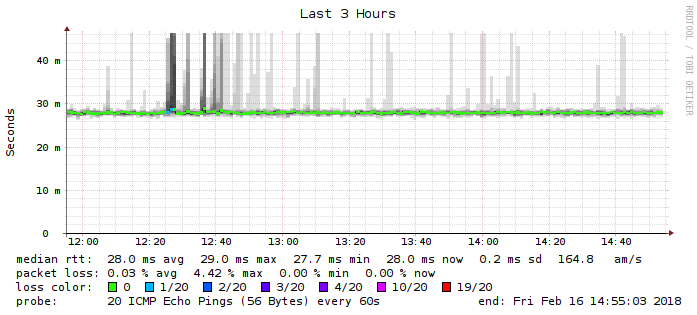 Last 3 Hours
RRDTOOL / TOBI OETIKER
Seconds
40 m
30 m
20 m
10 m
0
12:00 12:20 12:40 13:00 13:20 13:40 14:00 14:20 14:40
median rtt: 28.0 ms avg 29.0 ms max 27.7 ms min 28.0 ms now 0.2 ms sd 164.8 am/s
packet loss: 0.03 % avg 4.42 % max 0.00 % min 0.00 % now
loss color: 0 1/20 2/20 3/20 4/20 10/20 19/20
probe: 20 ICMP Echo Pings (56 Bytes) every 60s end: Fri Feb 16 14:55:03 2018